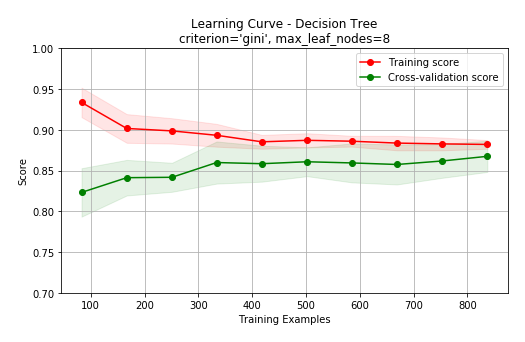 Learning Curve - Decision Tree
criterion='gini', max_leaf_nodes=8
1.00
0.95
0.90
0.85
0.80
0.75
0.70
Score
Training score
Cross-validation score
100 200 300 400 500 600 700 800
Training Examples